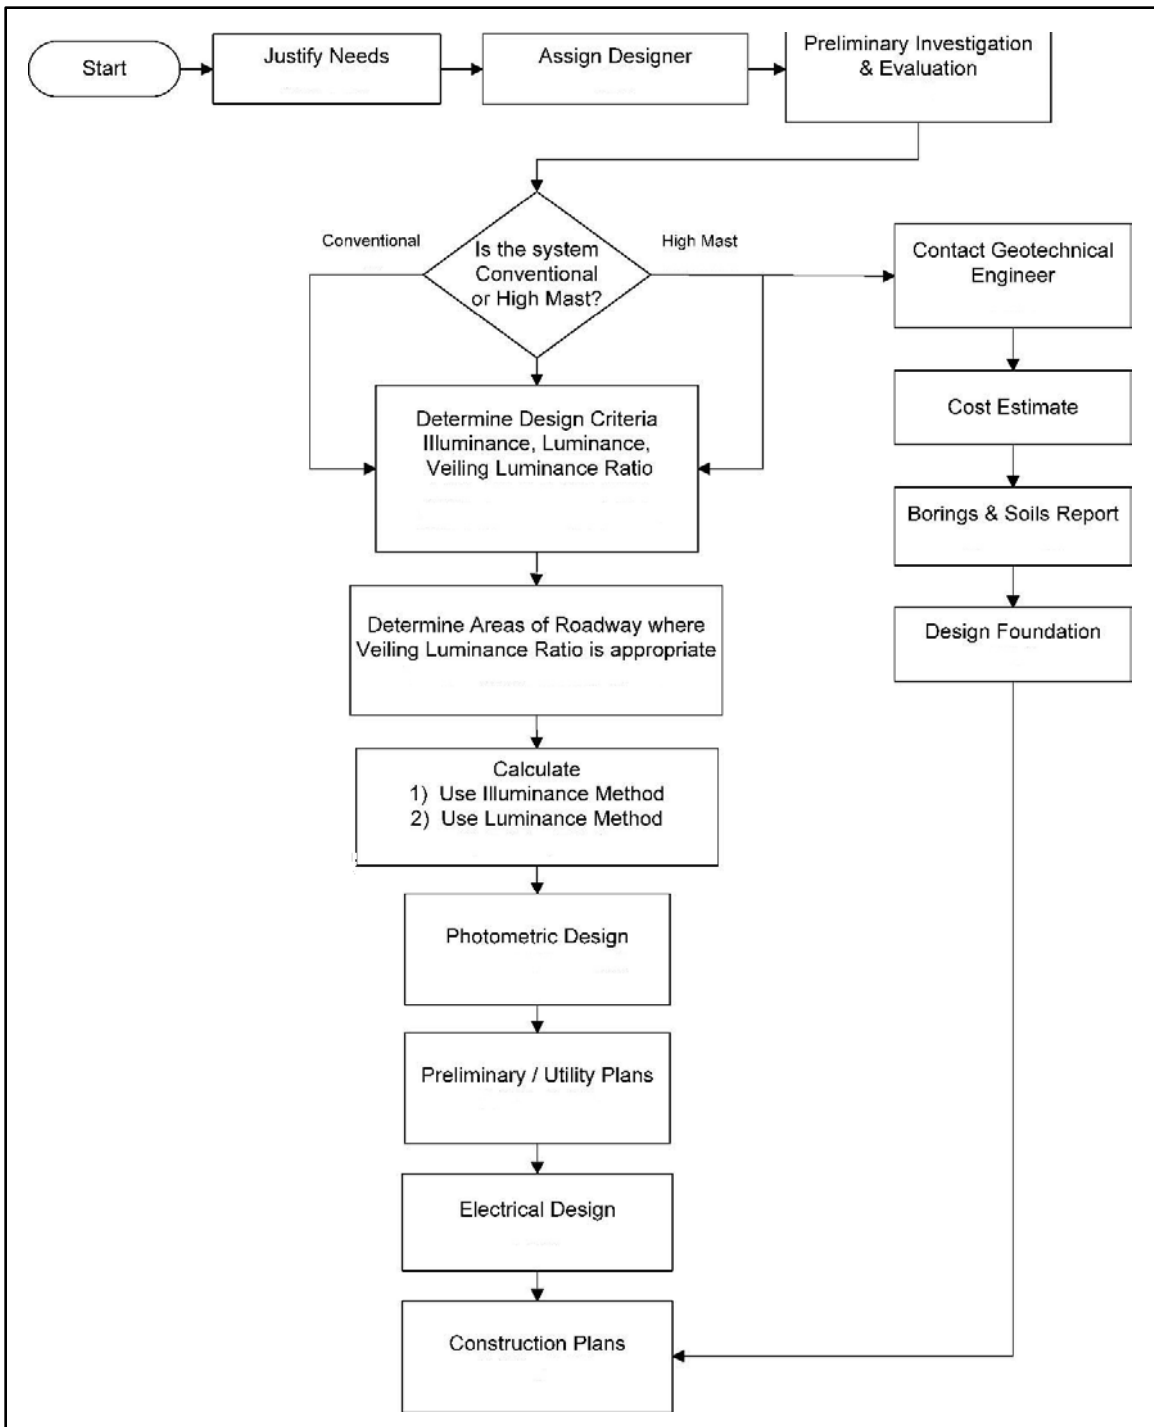 Start
Justify Needs
Assign Designer
Preliminary Investigation
& Evaluation
Conventional
Is the system
Conventional
or High Mast?
High Mast
Contact Geotechnical
Engineer
Determine Design Criteria
Illuminance, Luminance,
Veiling Luminance Ratio
Cost Estimate
Borings & Soils Report
Determine Areas of Roadway where
Veiling Luminance Ratio is appropriate
Design Foundation
Calculate
1) Use Illuminance Method
2) Use Luminance Method
Photometric Design
Preliminary / Utility Plans
Electrical Design
Construction Plans